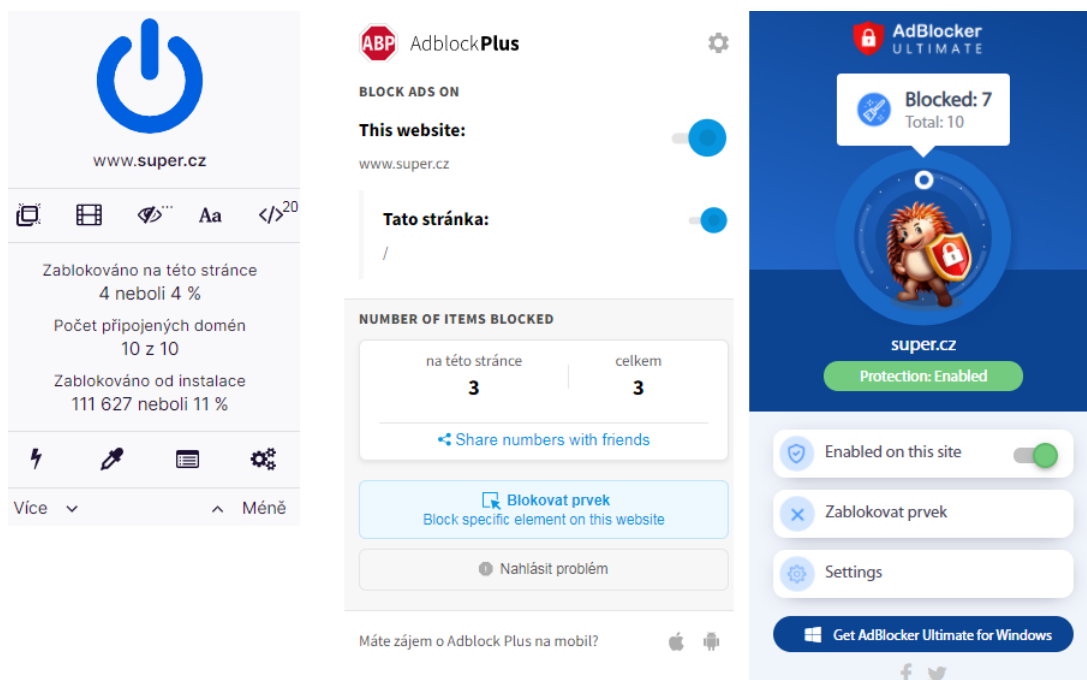 www.super.cz
Aa
</>20
Zablokováno na této stránce
4 neboli 4 %
Počet připojených domén
10 z 10
Zablokováno od instalace
111 627 neboli 11 %
Více
Méně
ABP AdblockPlus
BLOCK ADS ON
This website:
www.super.cz
Tato stránka:
/
NUMBER OF ITEMS BLOCKED
na této stránce celkem
3 3
Share numbers with friends
Blokovat prvek
Block specific element on this website
Nahlásit problém
Máte zájem o Adblock Plus na mobil?
AdBlocker
ULTIMATE
Blocked: 7
Total: 10
super.cz
Protection: Enabled
Enabled on this site
Zablokovat prvek
Settings
Get AdBlocker Ultimate for Windows